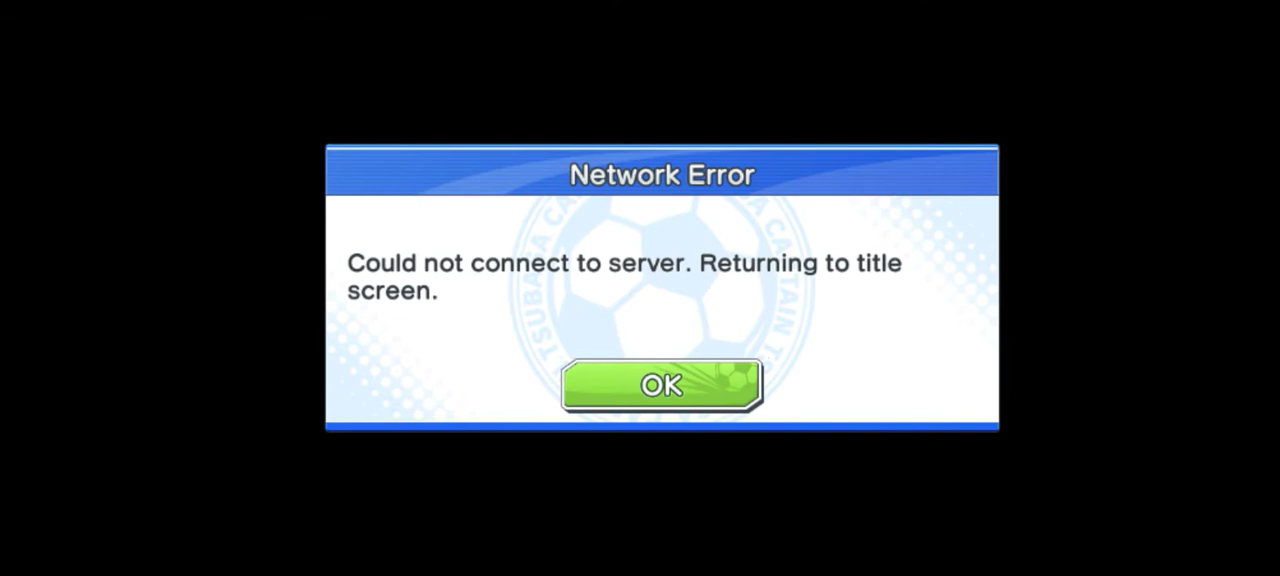 Network Error
Could not connect to server. Returning to title
screen.
OK